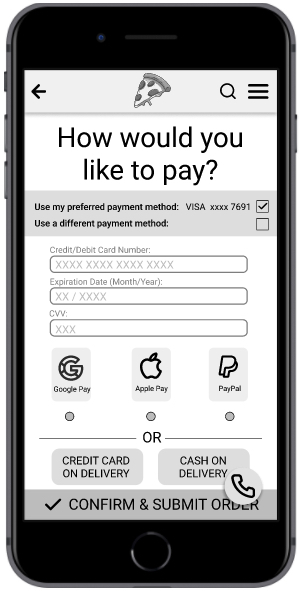 How would you
like to pay?
Use my preferred payment method: VISA xxxx 7691
Use a different payment method:
Credit/Debit Card Number:
XXXX XXXX XXXX XXXX
Expiration Date (Month/Year):
XX / XXXX
CVV:
XXX
Google Pay Apple Pay PayPal
OR
CREDIT CARD
ON DELIVERY
CASH ON
DELIVERY
CONFIRM & SUBMIT ORDER